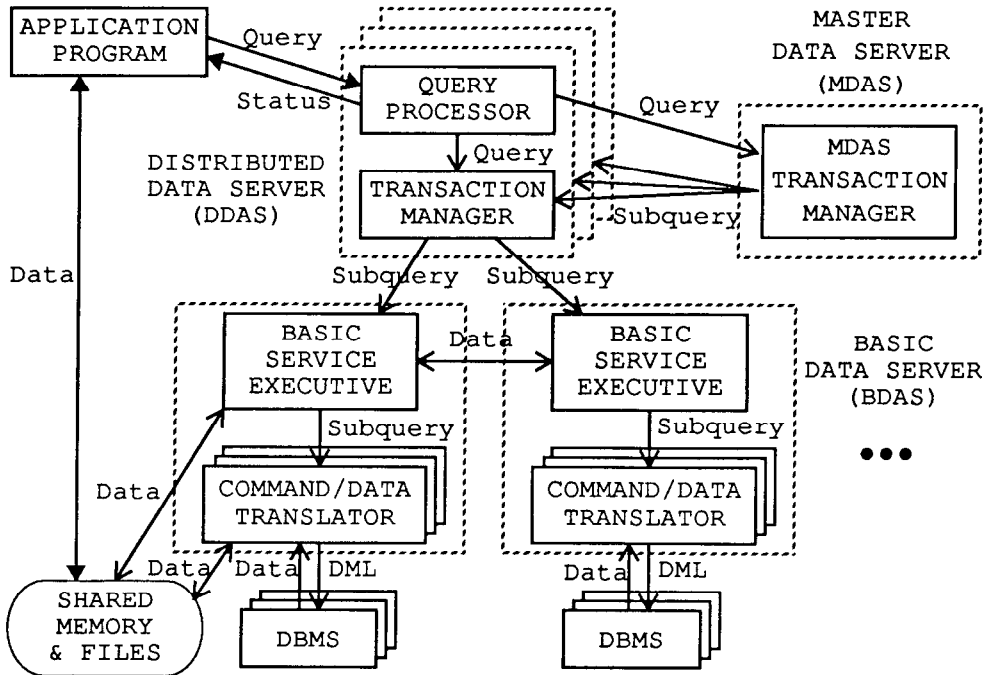 APPLICATION
PROGRAM
Query
Status
QUERY
PROCESSOR
Query
MASTER
DATA SERVER
(MDAS)
Query
MDAS
TRANSACTION
MANAGER
DISTRIBUTED
DATA SERVER
(DDAS)
TRANSACTION
MANAGER
Subquery
Data
Subquery
Subquery
BASIC
SERVICE
EXECUTIVE
Data
BASIC
SERVICE
EXECUTIVE
BASIC
DATA SERVER
(BDAS)
Subquery
Subquery
Data
COMMAND/DATA
TRANSLATOR
COMMAND/DATA
TRANSLATOR
Data
Data
DML
Data
DML
SHARED
MEMORY
& FILES
DBMS
DBMS